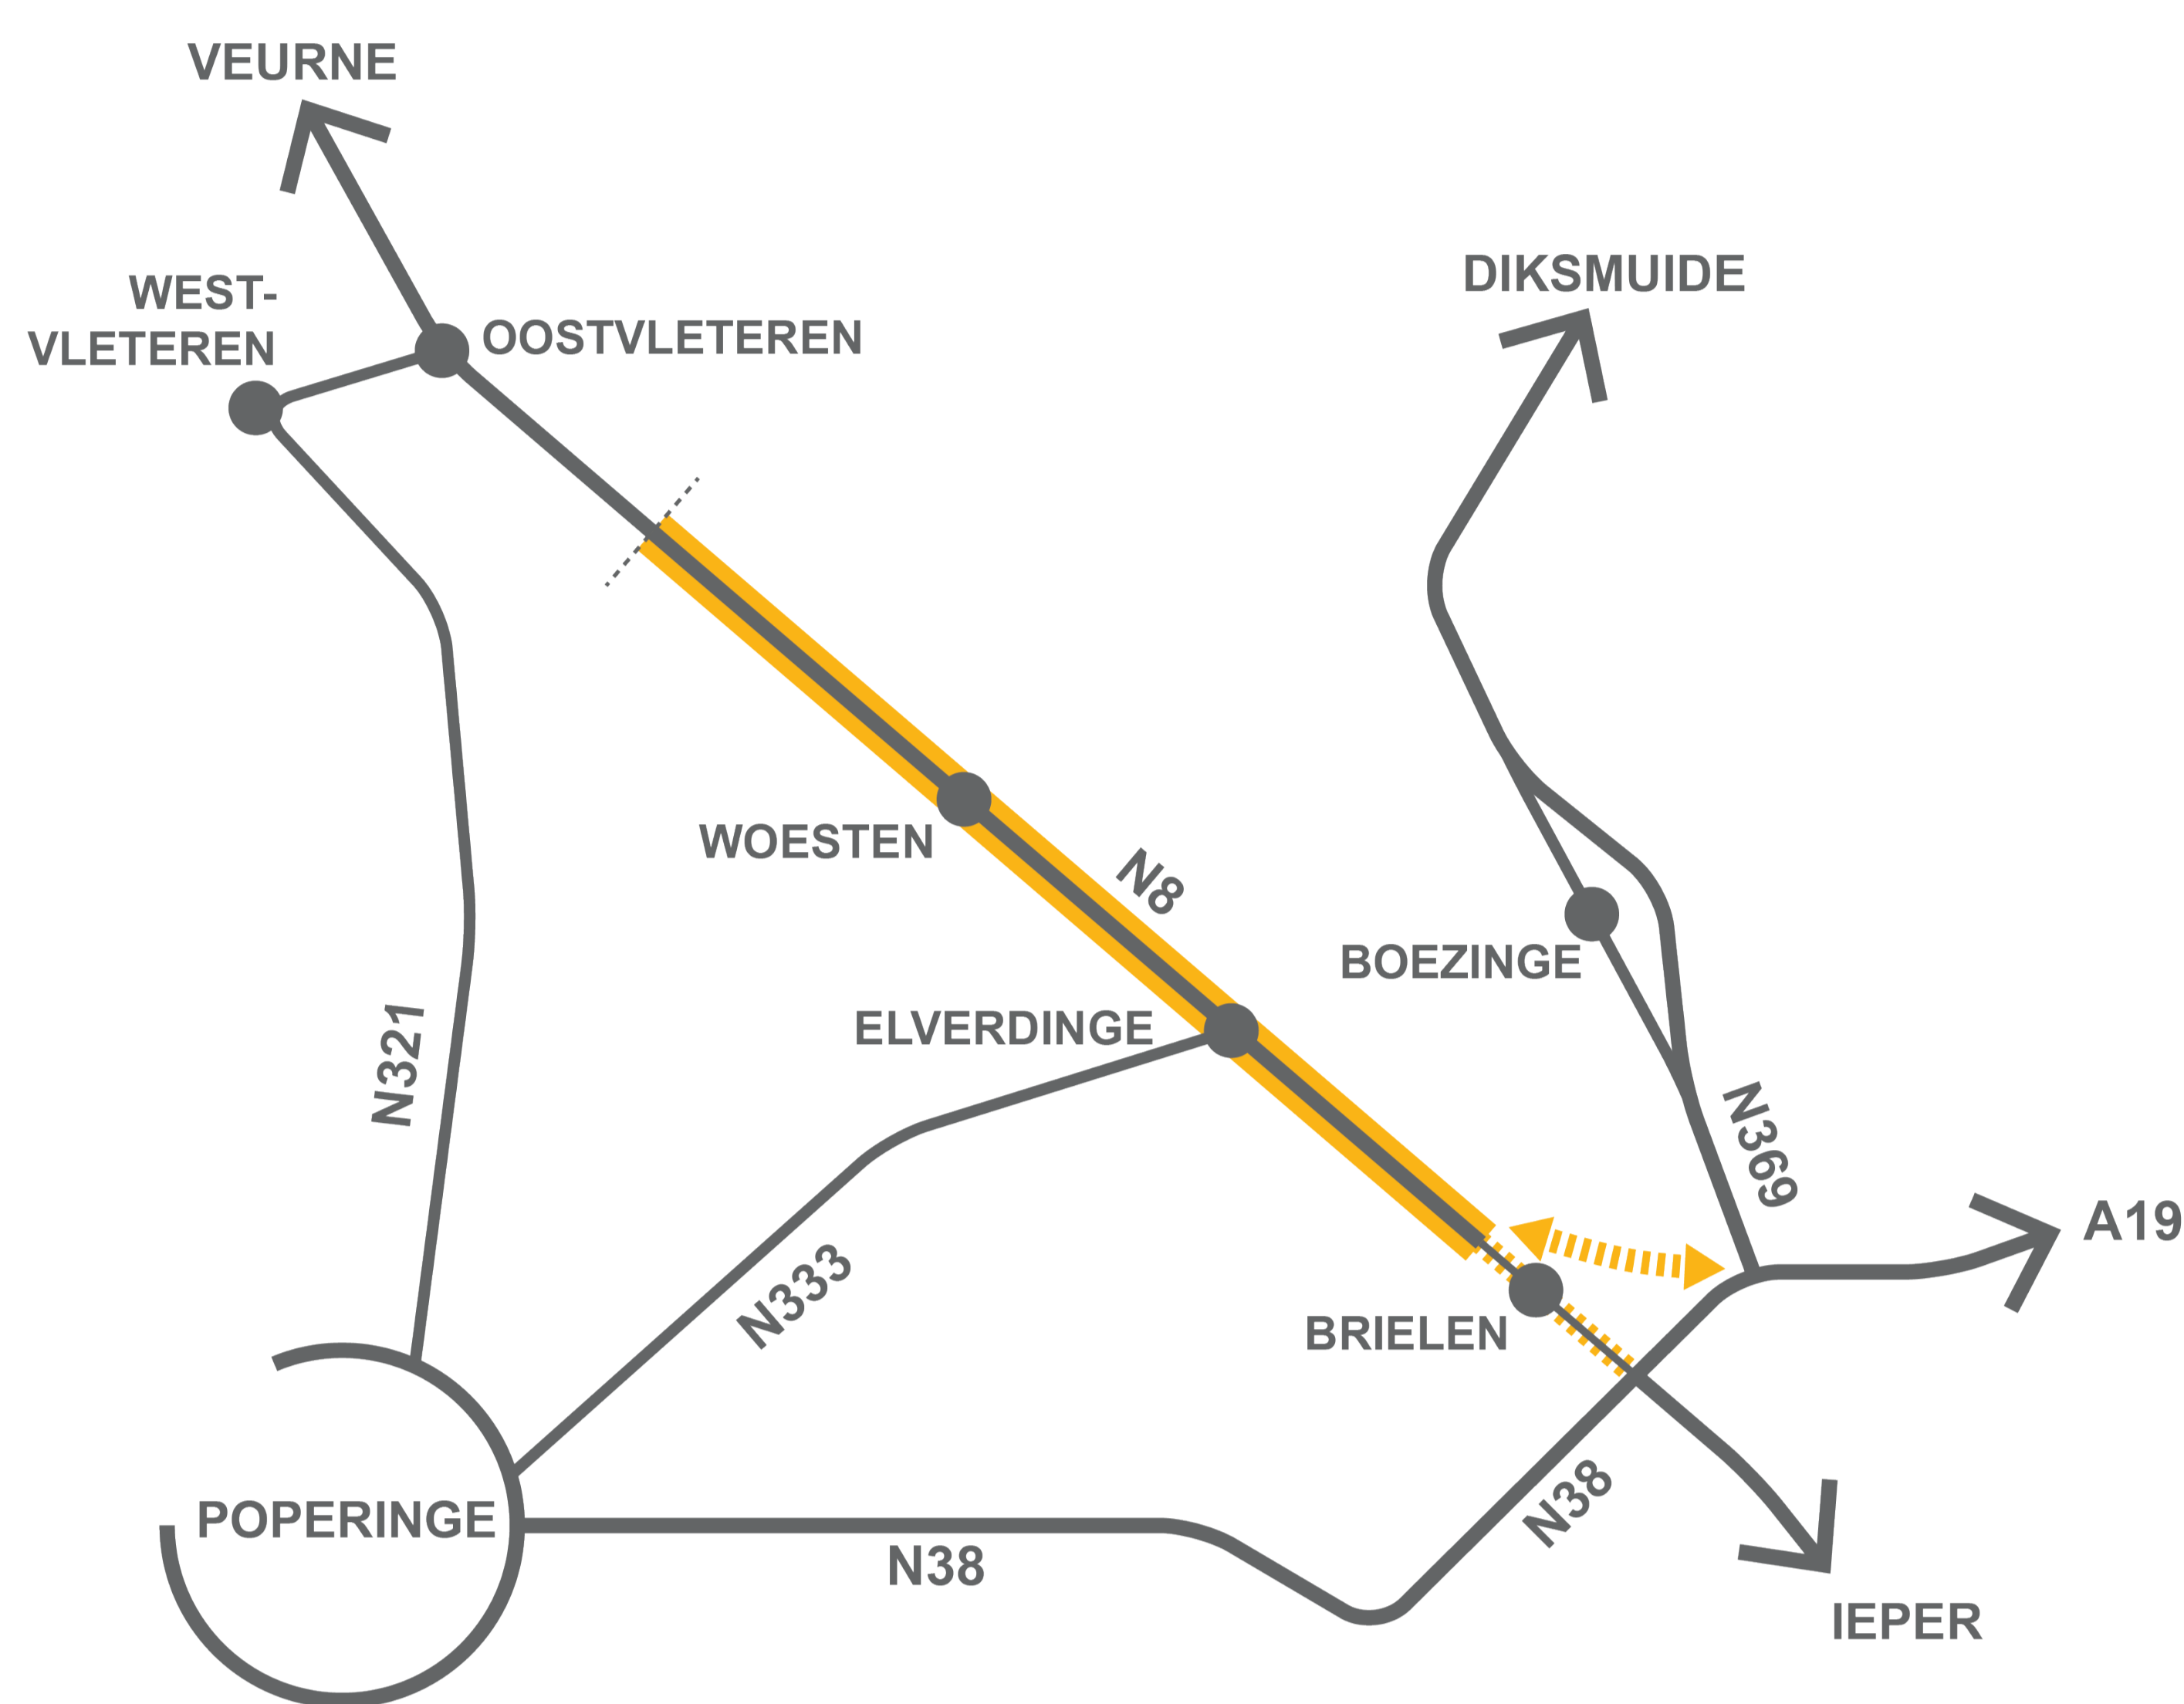 VEURNE
DIKSMUIDE
WEST-
VLETEREN
OOSTVLETEREN
WOESTEN
N8
BOEZINGE
ELVERDINGE
N321
N369
A19
N333
BRIELEN
POPERINGE
N38
N38
IEPER